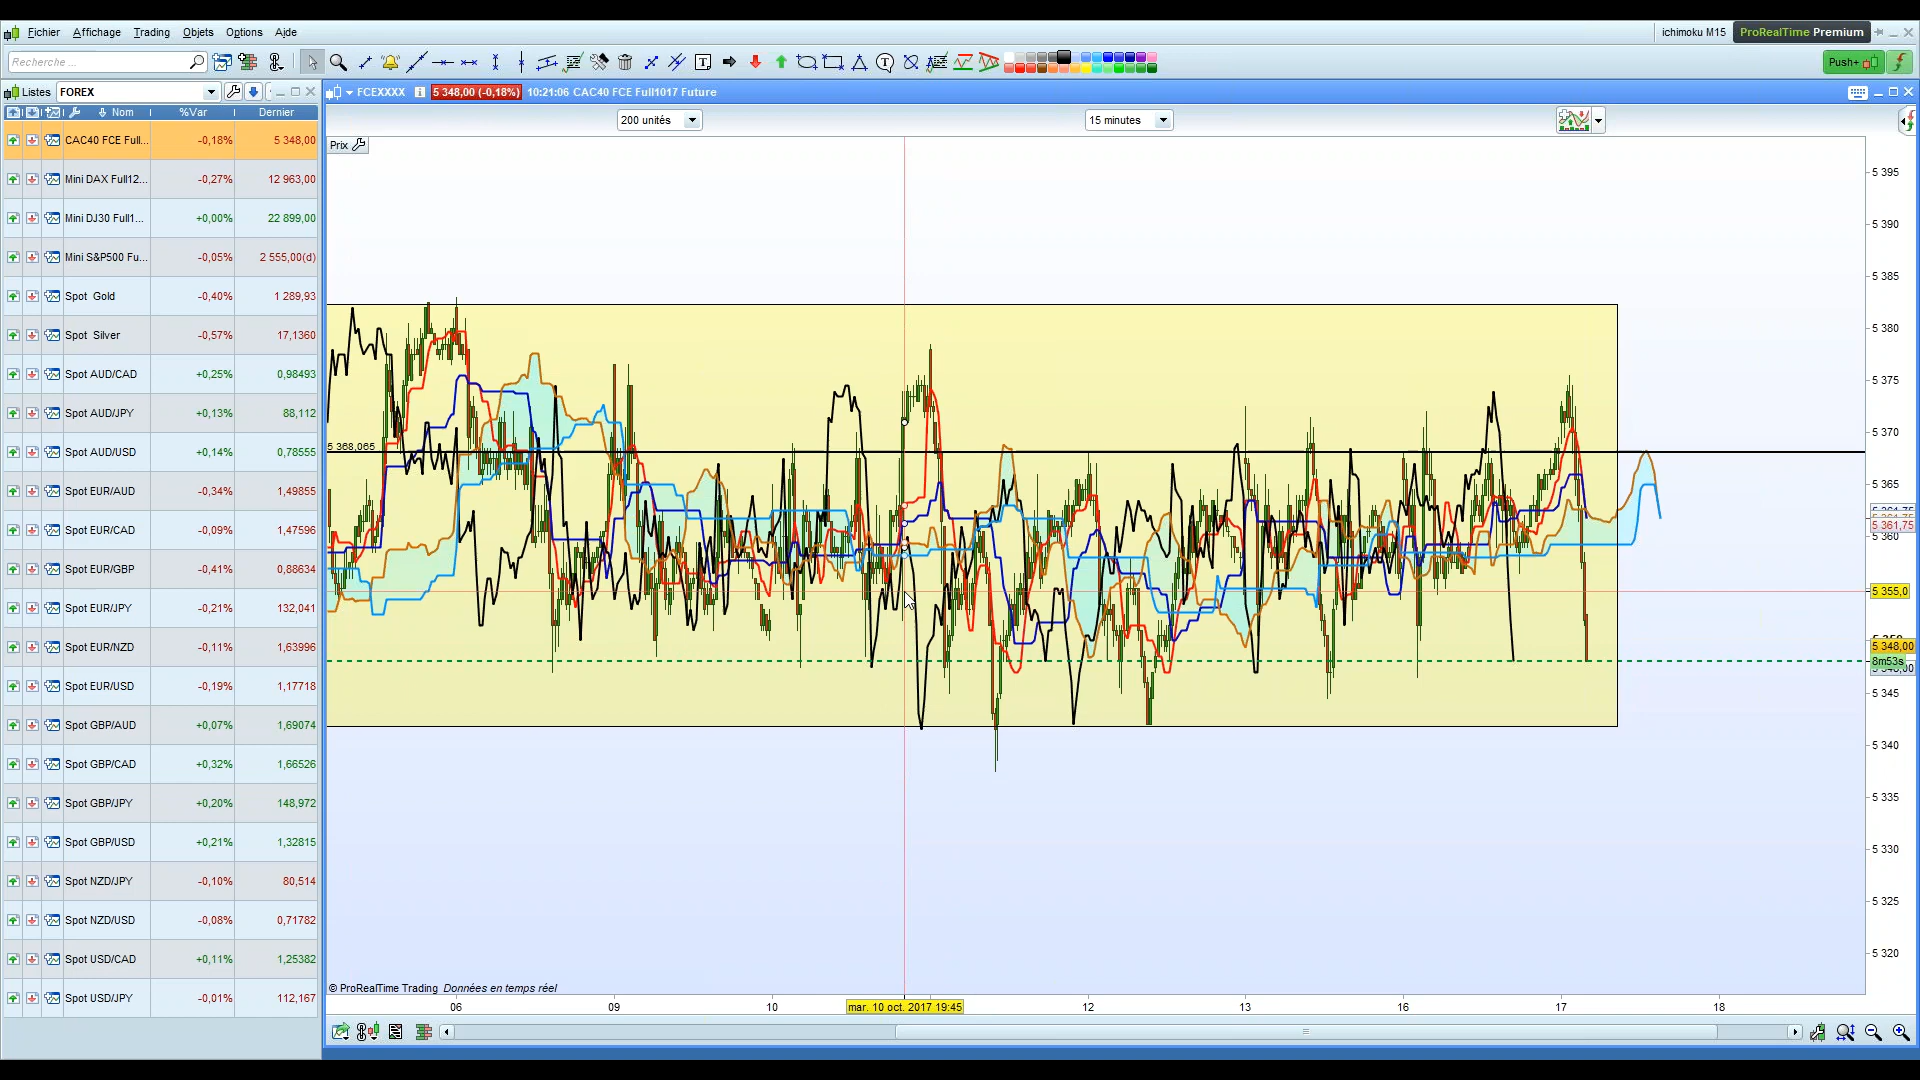 Fichier Affichage Trading Objets Options Aide
ichimoku M15
ProRealTime Premium
Recherche ...
Push+
Listes FOREX
FCEXXXX 5 348,00 (-0,18%) 10:21:06 CAC40 FCE Full1017 Future
Nom %Var Dernier
200 unités 15 minutes
CAC40 FCE Full... -0,18% 5 348,00
Prix
Mini DAX Full12... -0,27% 12 963,00
Mini DJ30 Full1... +0,00% 22 899,00
Mini S&P500 Fu... -0,05% 2 555,00(d)
Spot Gold -0,40% 1 289,93
Spot Silver -0,57% 17,1360
Spot AUD/CAD +0,25% 0,98493
Spot AUD/JPY +0,13% 88,112
Spot AUD/USD +0,14% 0,78555
Spot EUR/AUD -0,34% 1,49855
Spot EUR/CAD -0,09% 1,47596
Spot EUR/GBP -0,41% 0,88634
Spot EUR/JPY -0,21% 132,041
Spot EUR/NZD -0,11% 1,63996
Spot EUR/USD -0,19% 1,17718
Spot GBP/AUD +0,07% 1,69074
Spot GBP/CAD +0,32% 1,66526
Spot GBP/JPY +0,20% 148,972
Spot GBP/USD +0,21% 1,32815
Spot NZD/JPY -0,10% 80,514
Spot NZD/USD -0,08% 0,71782
Spot USD/CAD +0,11% 1,25382
Spot USD/JPY -0,01% 112,167
5 368,065
5 395
5 390
5 385
5 380
5 375
5 370
5 365
5 361,75
5 360
5 355,0
5 348,00
8m53s
5 345
5 340
5 335
5 330
5 325
5 320
© ProRealTime Trading Données en temps réel
06 09 10 mar. 10 oct. 2017 19:45 12 13 16 17 18